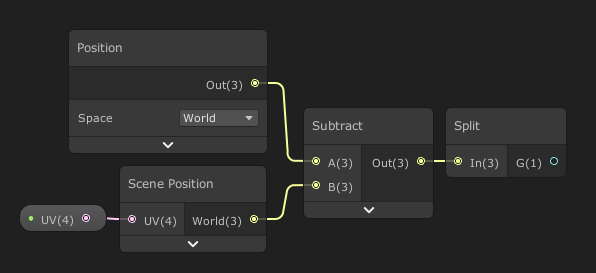 Position
Out(3)
Space
World
Subtract
A(3)
Out(3)
B(3)
Split
In(3)
G(1)
Scene Position
UV(4)
UV(4)
World(3)